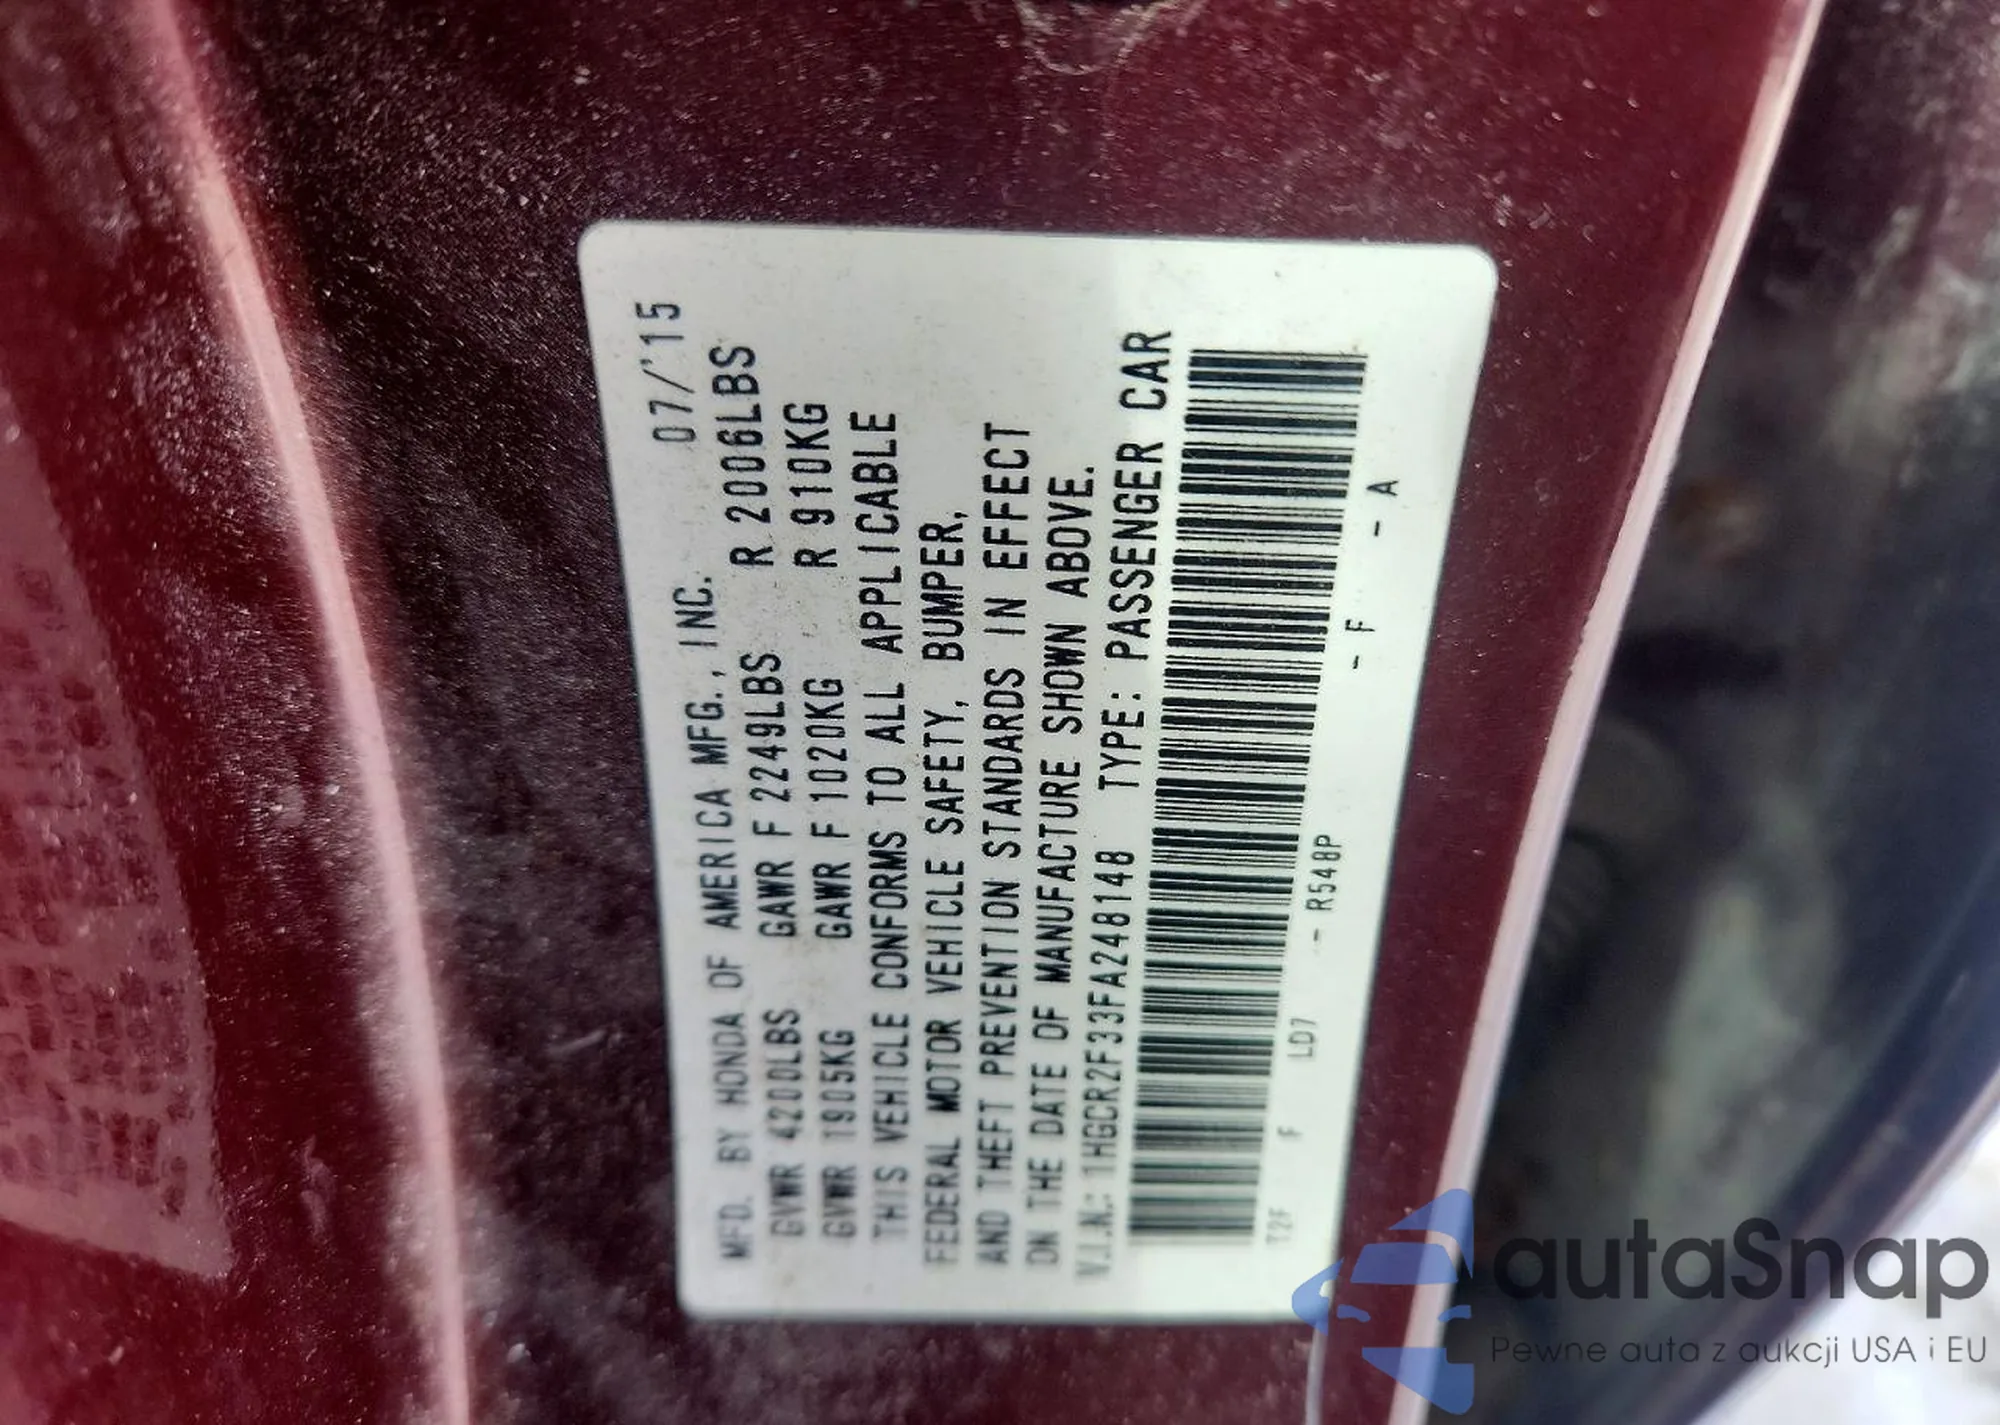 MFD. BY HONDA OF AMERICA MFG., INC. 07/'15
GVWR 4200LBS GAWR F 2249LBS R 2006LBS
GVWR 1905KG GAWR F 1020KG R 910KG
THIS VEHICLE CONFORMS TO ALL APPLICABLE
FEDERAL MOTOR VEHICLE SAFETY, BUMPER,
AND THEFT PREVENTION STANDARDS IN EFFECT
ON THE DATE OF MANUFACTURE SHOWN ABOVE.
V.I.N.: 1HGCR2F33FA248148 TYPE: PASSENGER CAR
T2F F LD7 - R548P - F - A
autaSnap
Pewne auta z aukcji USA i EU